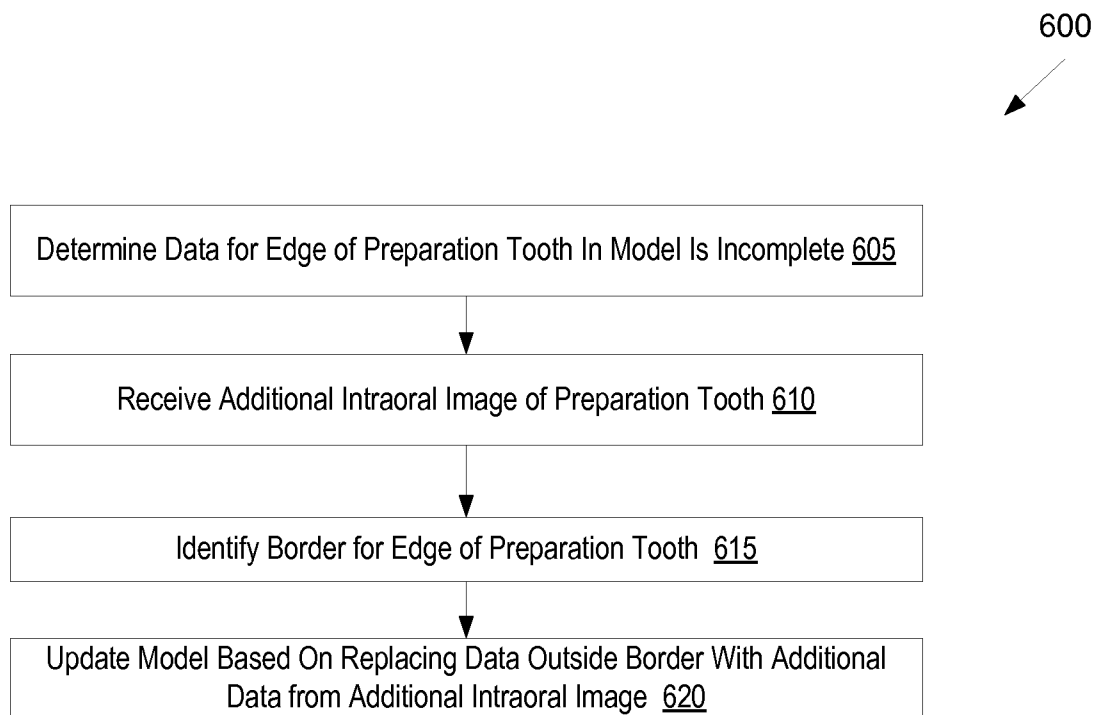 600
Determine Data for Edge of Preparation Tooth In Model Is Incomplete 605
Receive Additional Intraoral Image of Preparation Tooth 610
Identify Border for Edge of Preparation Tooth 615
Update Model Based On Replacing Data Outside Border With Additional
Data from Additional Intraoral Image 620